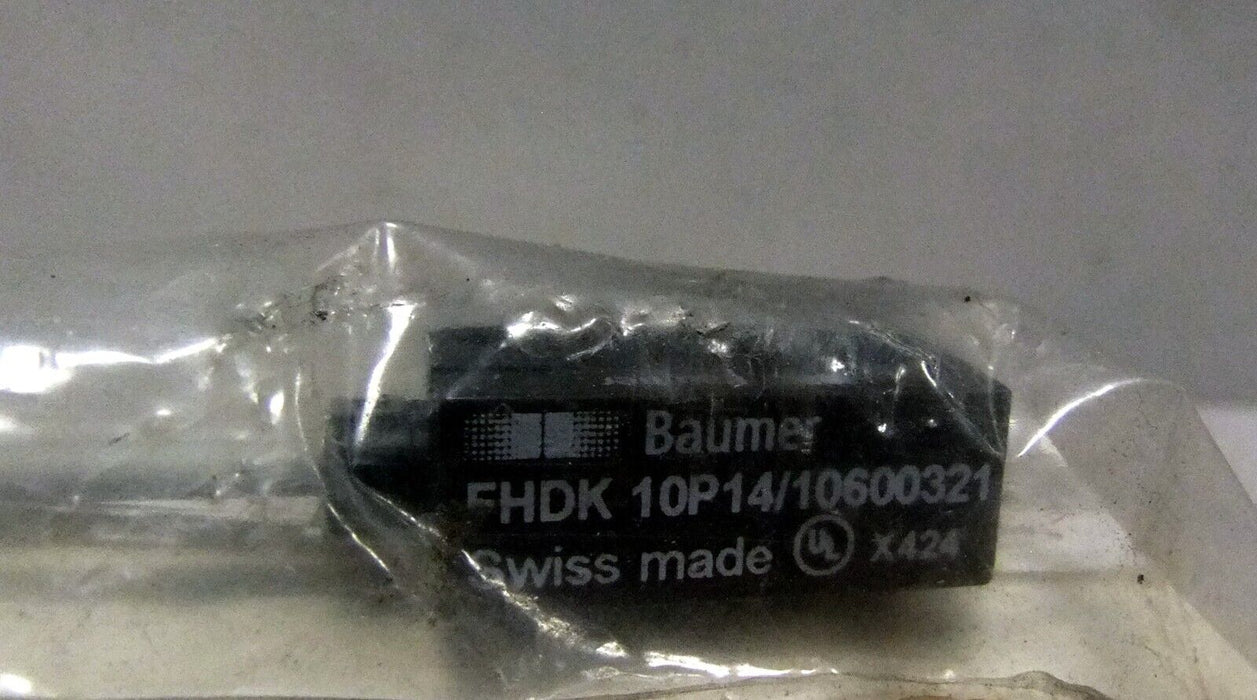 Baumer
FHDK 10P14/10600321
Swiss made UL X424